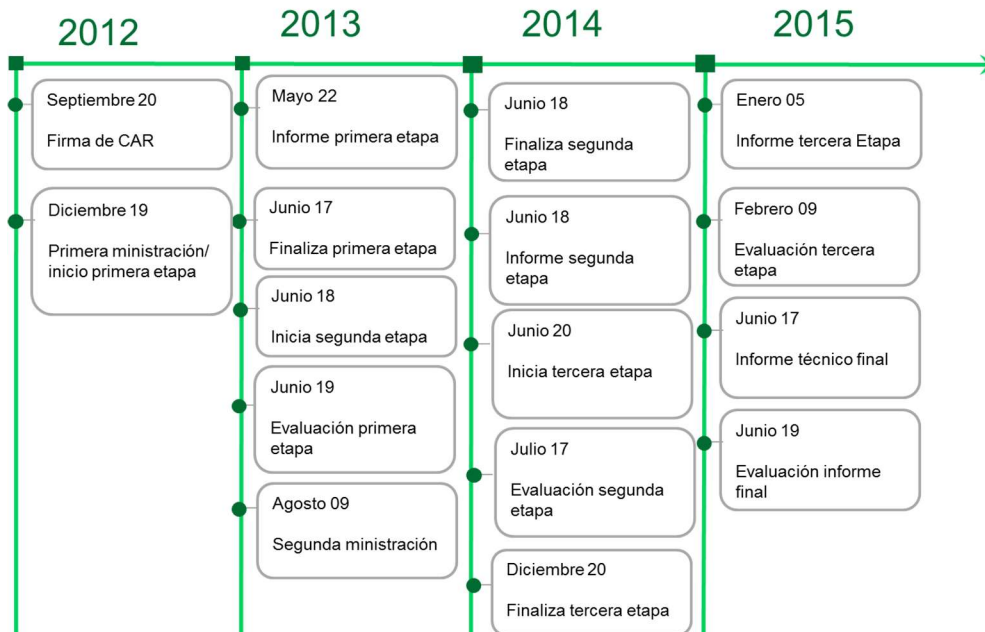 2012
Septiembre 20
Firma de CAR
Diciembre 19
Primera ministración/
inicio primera etapa
2013
Mayo 22
Informe primera etapa
Junio 17
Finaliza primera etapa
Junio 18
Inicia segunda etapa
Junio 19
Evaluación primera
etapa
Agosto 09
Segunda ministración
2014
Junio 18
Finaliza segunda
etapa
Junio 18
Informe segunda
etapa
Junio 20
Inicia tercera etapa
Julio 17
Evaluación segunda
etapa
Diciembre 20
Finaliza tercera etapa
2015
Enero 05
Informe tercera Etapa
Febrero 09
Evaluación tercera
etapa
Junio 17
Informe técnico final
Junio 19
Evaluación informe
final